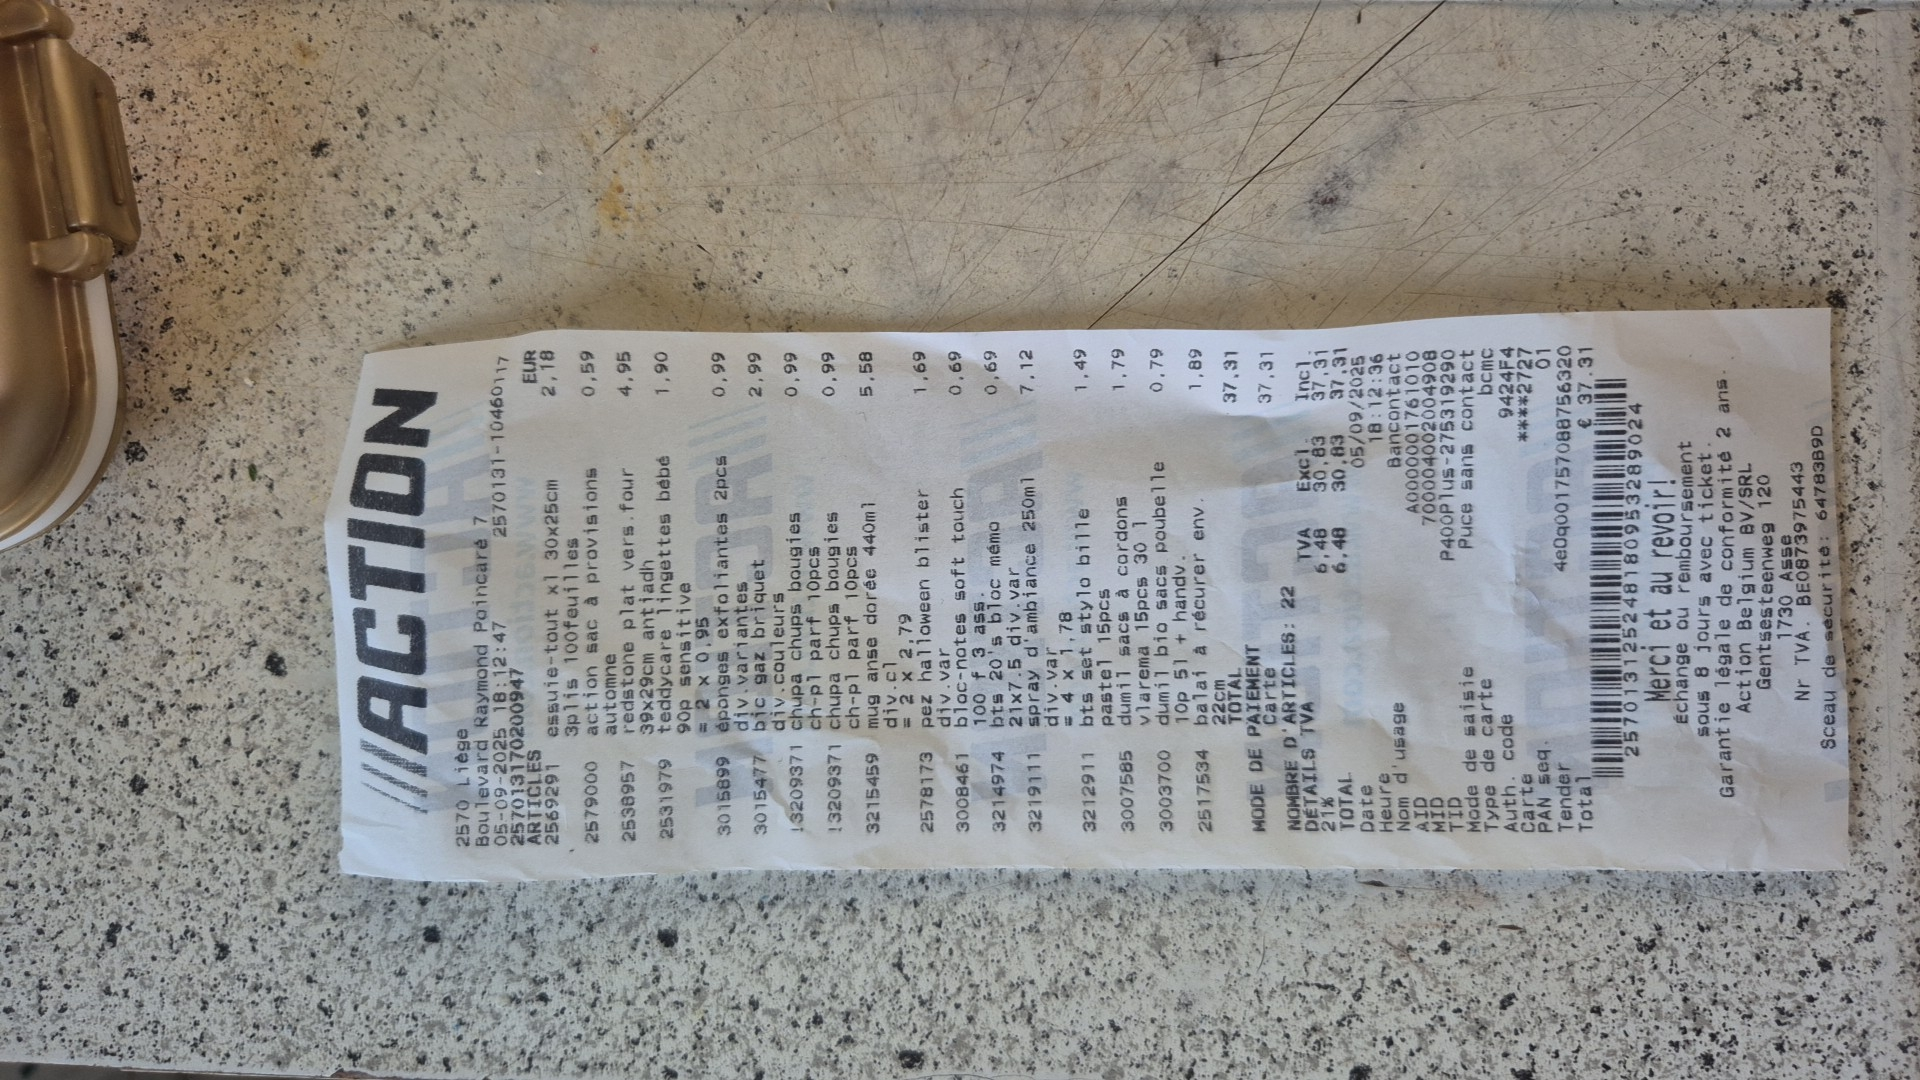 ACTION
2570 Liège
Boulevard Raymond Poincaré 7
05-09-2025 18:12:47 2570131-10460117
2570131702009­47
ARTICLES EUR
2569291 essuie-tout xl 30x25cm 2,18
3plis 100feuilles
2579000 action sac à provisions 0,59
automne
2538957 redstone plat vers.four 4,95
39x29cm antiadh
2531979 teddycare lingettes bébé 1,90
90p sensitive
= 2 x 0,95
3015899 éponges exfoliantes 2pcs 0,99
div.variantes
3015477 bic gaz briquet 2,99
div.couleurs
!3209371 chupa chups bougies 0,99
ch-pl parf 10pcs
!3209371 chupa chups bougies 0,99
ch-pl parf 10pcs
3215459 mug anse dorée 440ml 5,58
div.cl
= 2 x 2,79
2578173 pez halloween blister 1,69
div.var
3008461 bloc-notes soft touch 0,69
100 f 3 ass.
3214974 bts 20's bloc mémo 0,69
21x7.5 div.var
3219111 spray d'ambiance 250ml 7,12
div.var
= 4 x 1,78
3212911 bts set stylo bille 1,49
pastel 15pcs
3007585 dumil sacs à cordons 1,79
vlarema 15pcs 30 l
3003700 dumil bio sacs poubelle 0,79
10p 5l + handv.
2517534 balai à récurer env. 1,89
22cm
TOTAL 37,31
MODE DE PAIEMENT
Carte 37,31
NOMBRE D'ARTICLES: 22
DÉTAILS TVA TVA Excl. Incl.
21% 6,48 30,83 37,31
TOTAL 6,48 30,83 37,31
Date 05/09/2025
Heure 18:12:36
Nom d'usage Bancontact
AID A0000001761010
MID 700004002004908
TID P400Plus-275319290
Mode de saisie Puce sans contact
Type de carte bcmc
Auth. code 9424F4
Carte ****2727
PAN seq. 01
Tender 4e0q001757088756320
Total € 37.31
257013125248180953289024
Merci et au revoir!
Échange ou remboursement
sous 8 jours avec ticket.
Garantie légale de conformité 2 ans.
Action Belgium BV/SRL
Gentsesteenweg 120
1730 Asse
Nr TVA. BE0873975443
Sceau de sécurité: 64783B9D